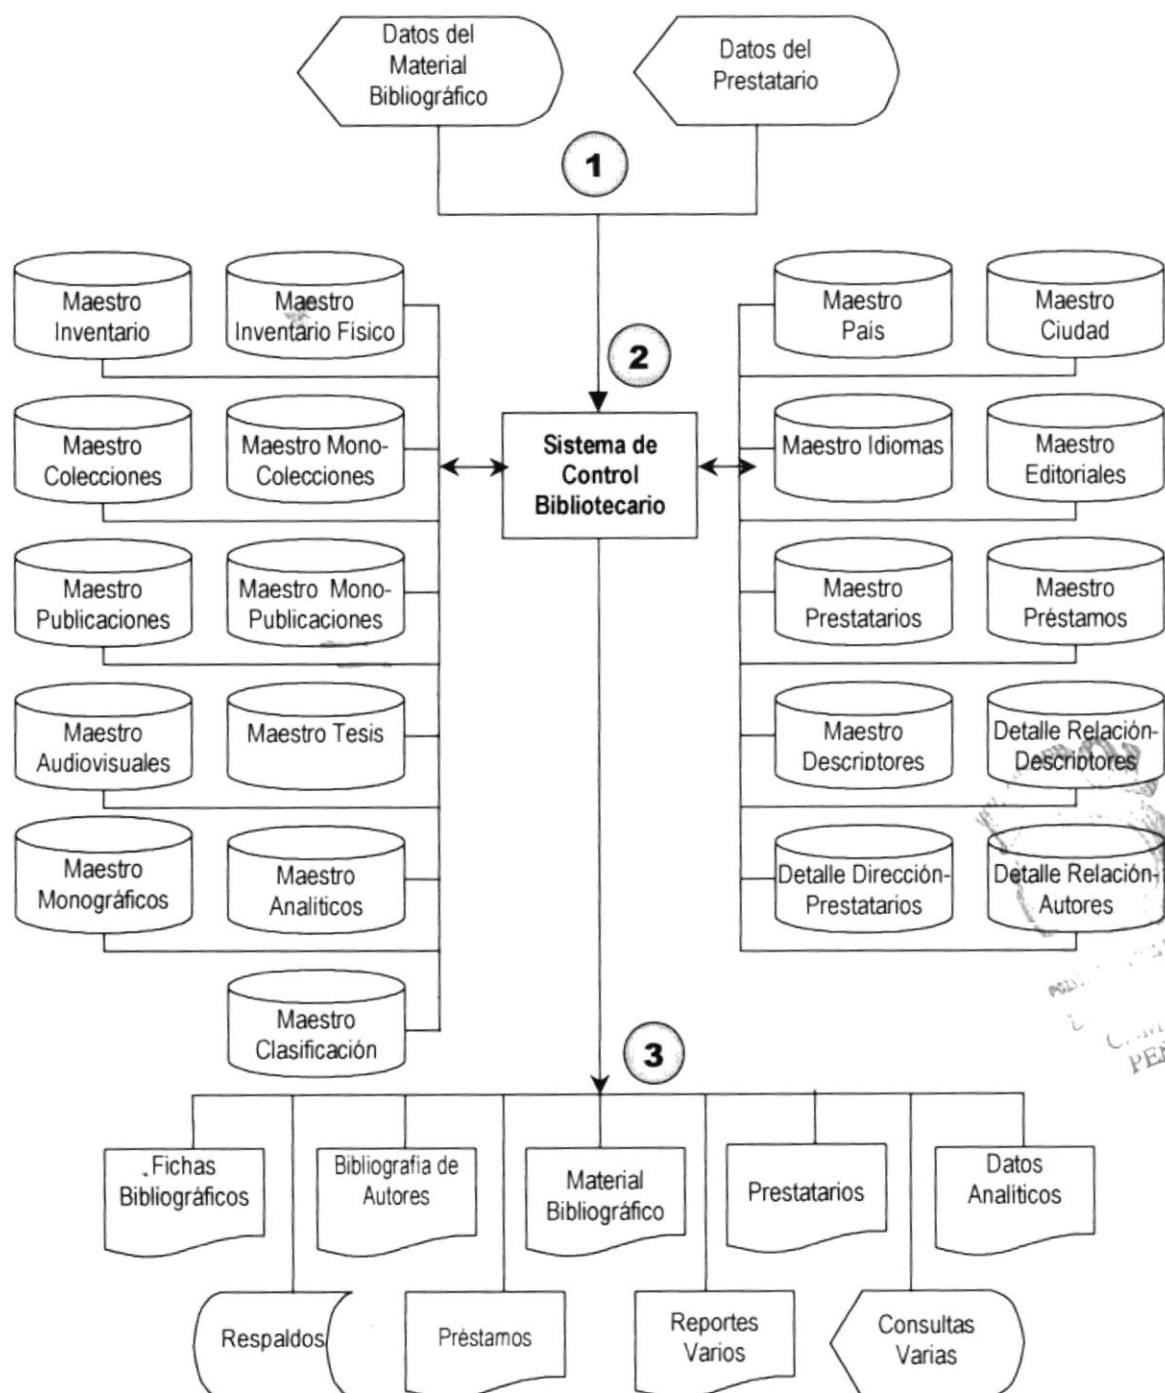 Datos del
Material
Bibliográfico
Datos del
Prestatario
1
Maestro
Inventario
Maestro
Inventario Físico
Maestro
País
Maestro
Ciudad
2
Maestro
Colecciones
Maestro Mono-
Colecciones
Sistema de
Control
Bibliotecario
Maestro Idiomas
Maestro
Editoriales
Maestro
Publicaciones
Maestro Mono-
Publicaciones
Maestro
Prestatarios
Maestro
Préstamos
Maestro
Audiovisuales
Maestro Tesis
Maestro
Descriptores
Detalle Relación-
Descriptores
Maestro
Monográficos
Maestro
Analíticos
Detalle Dirección-
Prestatarios
Detalle Relación-
Autores
Maestro
Clasificación
3
Fichas
Bibliográficos
Bibliografía de
Autores
Material
Bibliográfico
Prestatarios
Datos
Analíticos
Respaldos
Préstamos
Reportes
Varios
Consultas
Varias